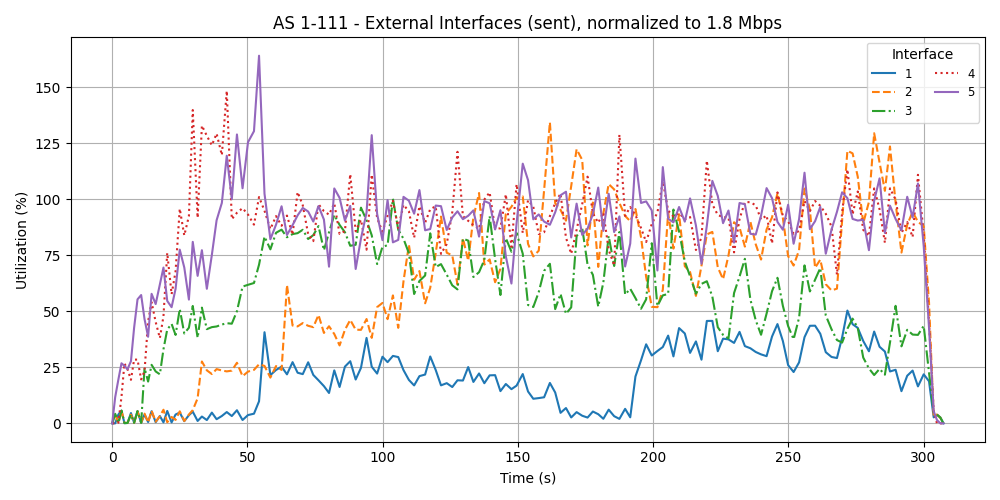 AS 1-111 - External Interfaces (sent), normalized to 1.8 Mbps
Utilization (%)
150
125
100
75
50
25
0
0 50 100 150 200 250 300
Time (s)
Interface
1 4
2 5
3